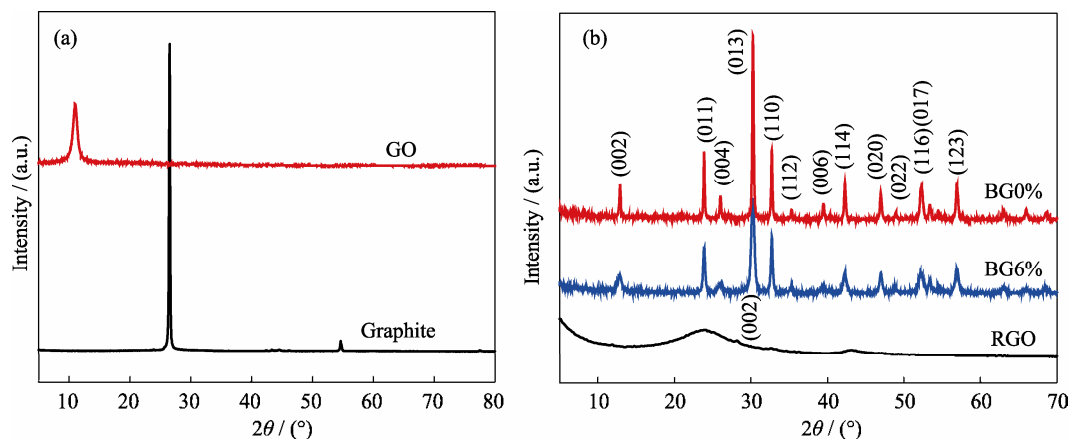 (a)
GO
Graphite
Intensity / (a.u.)
10 20 30 40 50 60 70 80
2θ / (°)
(b)
(002)
(011)
(004)
(013)
(110)
(112)
(006)
(114)
(020)
(022)
(116)(017)
(123)
BG0%
BG6%
(002)
RGO
Intensity / (a.u.)
10 20 30 40 50 60 70
2θ / (°)